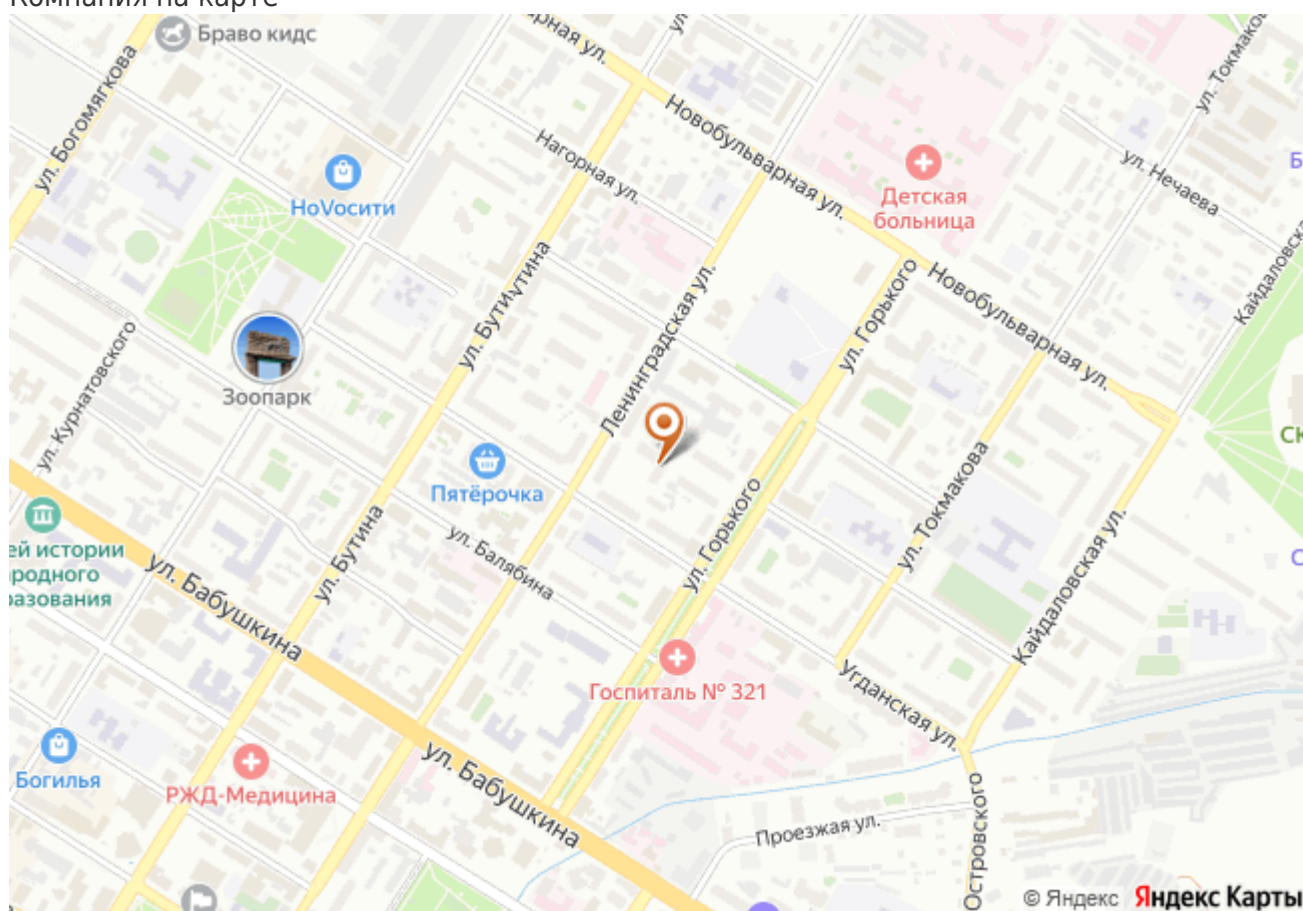 Компания на карте
Браво кидс
ул. Богомягкова
Новобульварная ул.
ул. Токмакова
Нагорная ул.
ул. Нечаева
НоVосити
Детская
больница
Новобульварная ул.
Кайдаловская
ул. Бутина
Ленинградская ул.
ул. Горького
Зоопарк
ул. Курнатовского
Пятёрочка
ул. Токмакова
ул. Горького
ул. Бутина
ул. Балябина
ей истории
родного
разования
ул. Бабушкина
Кайдаловская ул.
Госпиталь № 321
Угданская ул.
ул. Бабушкина
Богилья
РЖД-Медицина
Проезжая ул.
Островского
© Яндекс Яндекс Карты